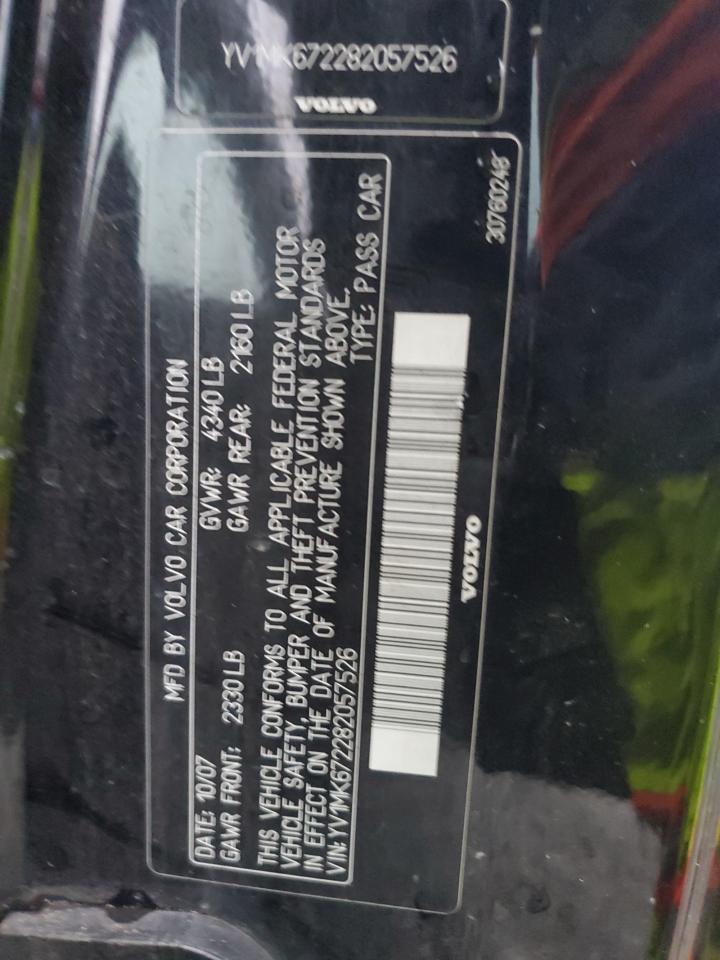 YV1MK672282057526
VOLVO
MFD BY VOLVO CAR CORPORATION
DATE: 10/07 GVWR: 4340 LB
GAWR FRONT: 2330 LB GAWR REAR: 2160 LB
THIS VEHICLE CONFORMS TO ALL APPLICABLE FEDERAL MOTOR
VEHICLE SAFETY, BUMPER AND THEFT PREVENTION STANDARDS
IN EFFECT ON THE DATE OF MANUFACTURE SHOWN ABOVE.
VIN: YV1MK672282057526 TYPE: PASS CAR
VOLVO
30760248